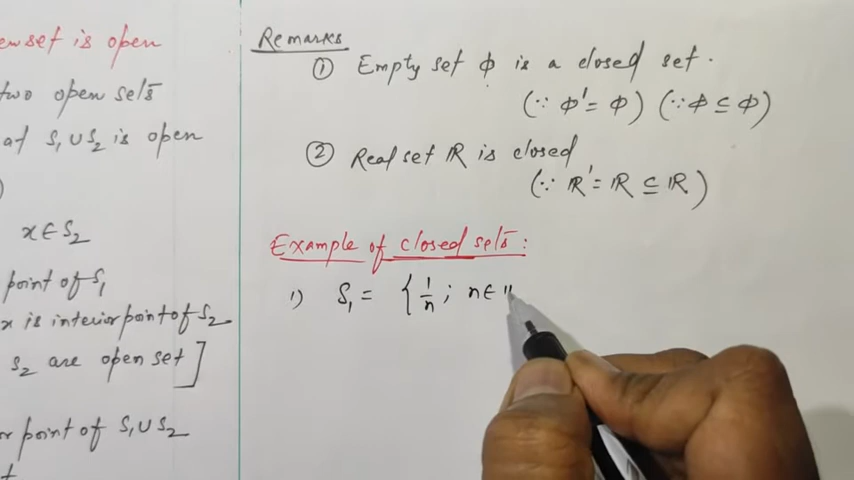 ew set is open
two open sets
at S₁ ∪ S₂ is open
)
x ∈ S₂
point of S₁
x is interior point of S₂
S₂ are open set ]
or point of S₁ ∪ S₂
Remarks
① Empty set ϕ is a closed set.
(∵ ϕ' = ϕ) (∵ ϕ ⊆ ϕ)
② Real set ℝ is closed
(∵ ℝ' = ℝ ⊆ ℝ)
Example of closed sets:
1) S₁ = { 1/n ; n ∈